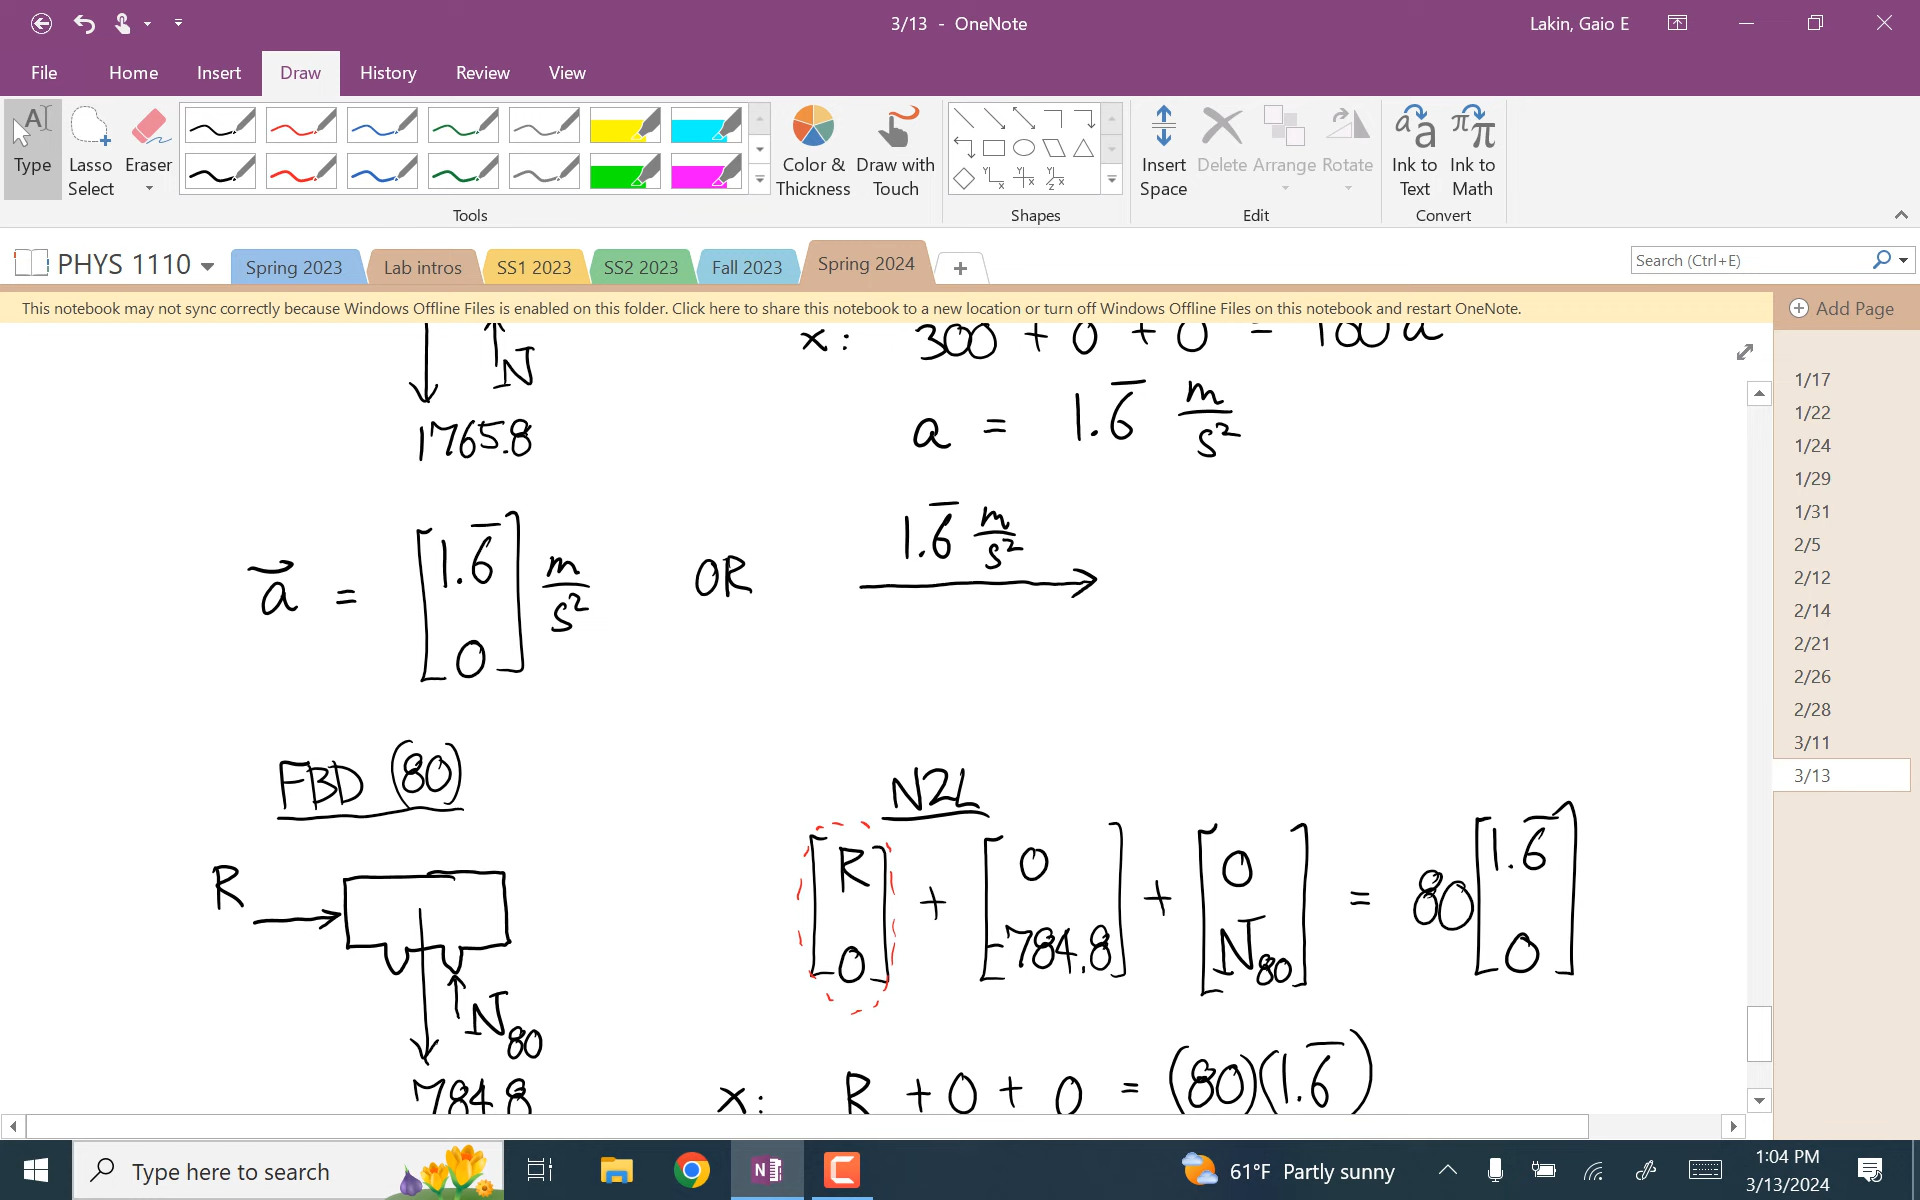 3/13 - OneNote
Lakin, Gaio E
File Home Insert Draw History Review View
Type
Lasso Select
Eraser
Color & Thickness
Draw with Touch
Insert Space
Delete
Arrange
Rotate
Ink to Text
Ink to Math
Tools
Shapes
Edit
Convert
PHYS 1110
Spring 2023
Lab intros
SS1 2023
SS2 2023
Fall 2023
Spring 2024
Search (Ctrl+E)
This notebook may not sync correctly because Windows Offline Files is enabled on this folder. Click here to share this notebook to a new location or turn off Windows Offline Files on this notebook and restart OneNote.
Add Page
1/17
1/22
1/24
1/29
1/31
2/5
2/12
2/14
2/21
2/26
2/28
3/11
3/13
N
1765.8
x: 300 + 0 + 0 = 180 a
a = 1.6̅ m/s²
a⃗ = [1.6̅ 0] m/s² OR 1.6̅ m/s²
FBD (80)
R
N80
784.8
N2L
[R 0] + [0 -784.8] + [0 N80] = 80 [1.6̅ 0]
x: R + 0 + 0 = (80)(1.6̅)
Type here to search
61°F Partly sunny
1:04 PM
3/13/2024